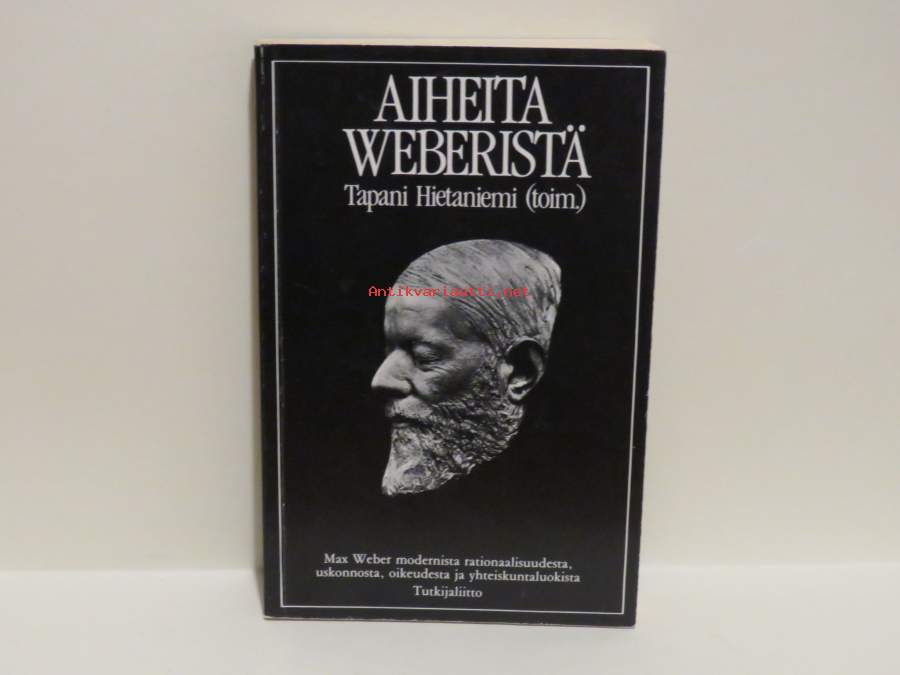 AIHEITA
WEBERISTÄ
Tapani Hietaniemi (toim.)
Antikvariaatti.net
Max Weber modernista rationaalisuudesta,
uskonnosta, oikeudesta ja yhteiskuntaluokista
Tutkijaliitto